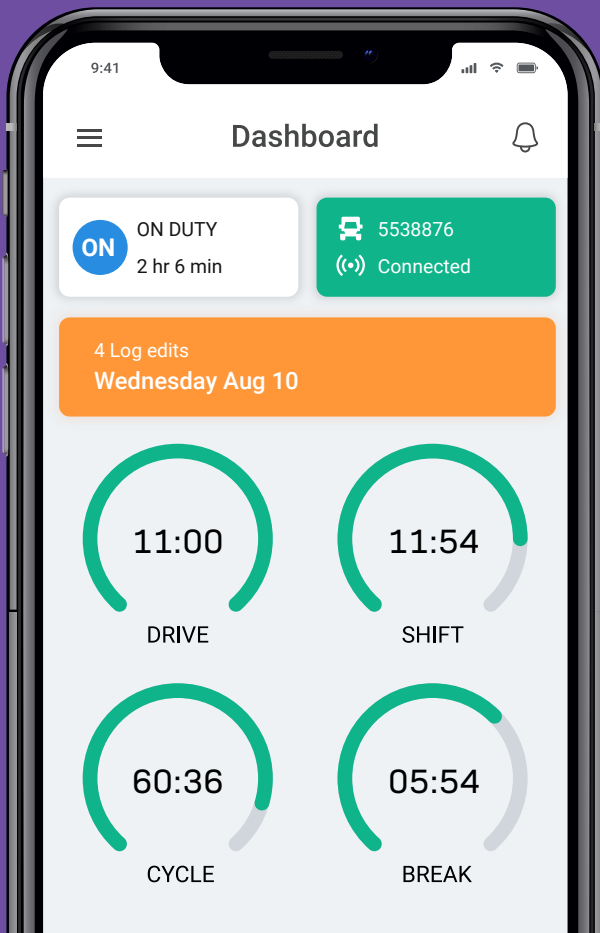 9:41
Dashboard
ON
ON DUTY
2 hr 6 min
5538876
Connected
4 Log edits
Wednesday Aug 10
11:00
DRIVE
11:54
SHIFT
60:36
CYCLE
05:54
BREAK